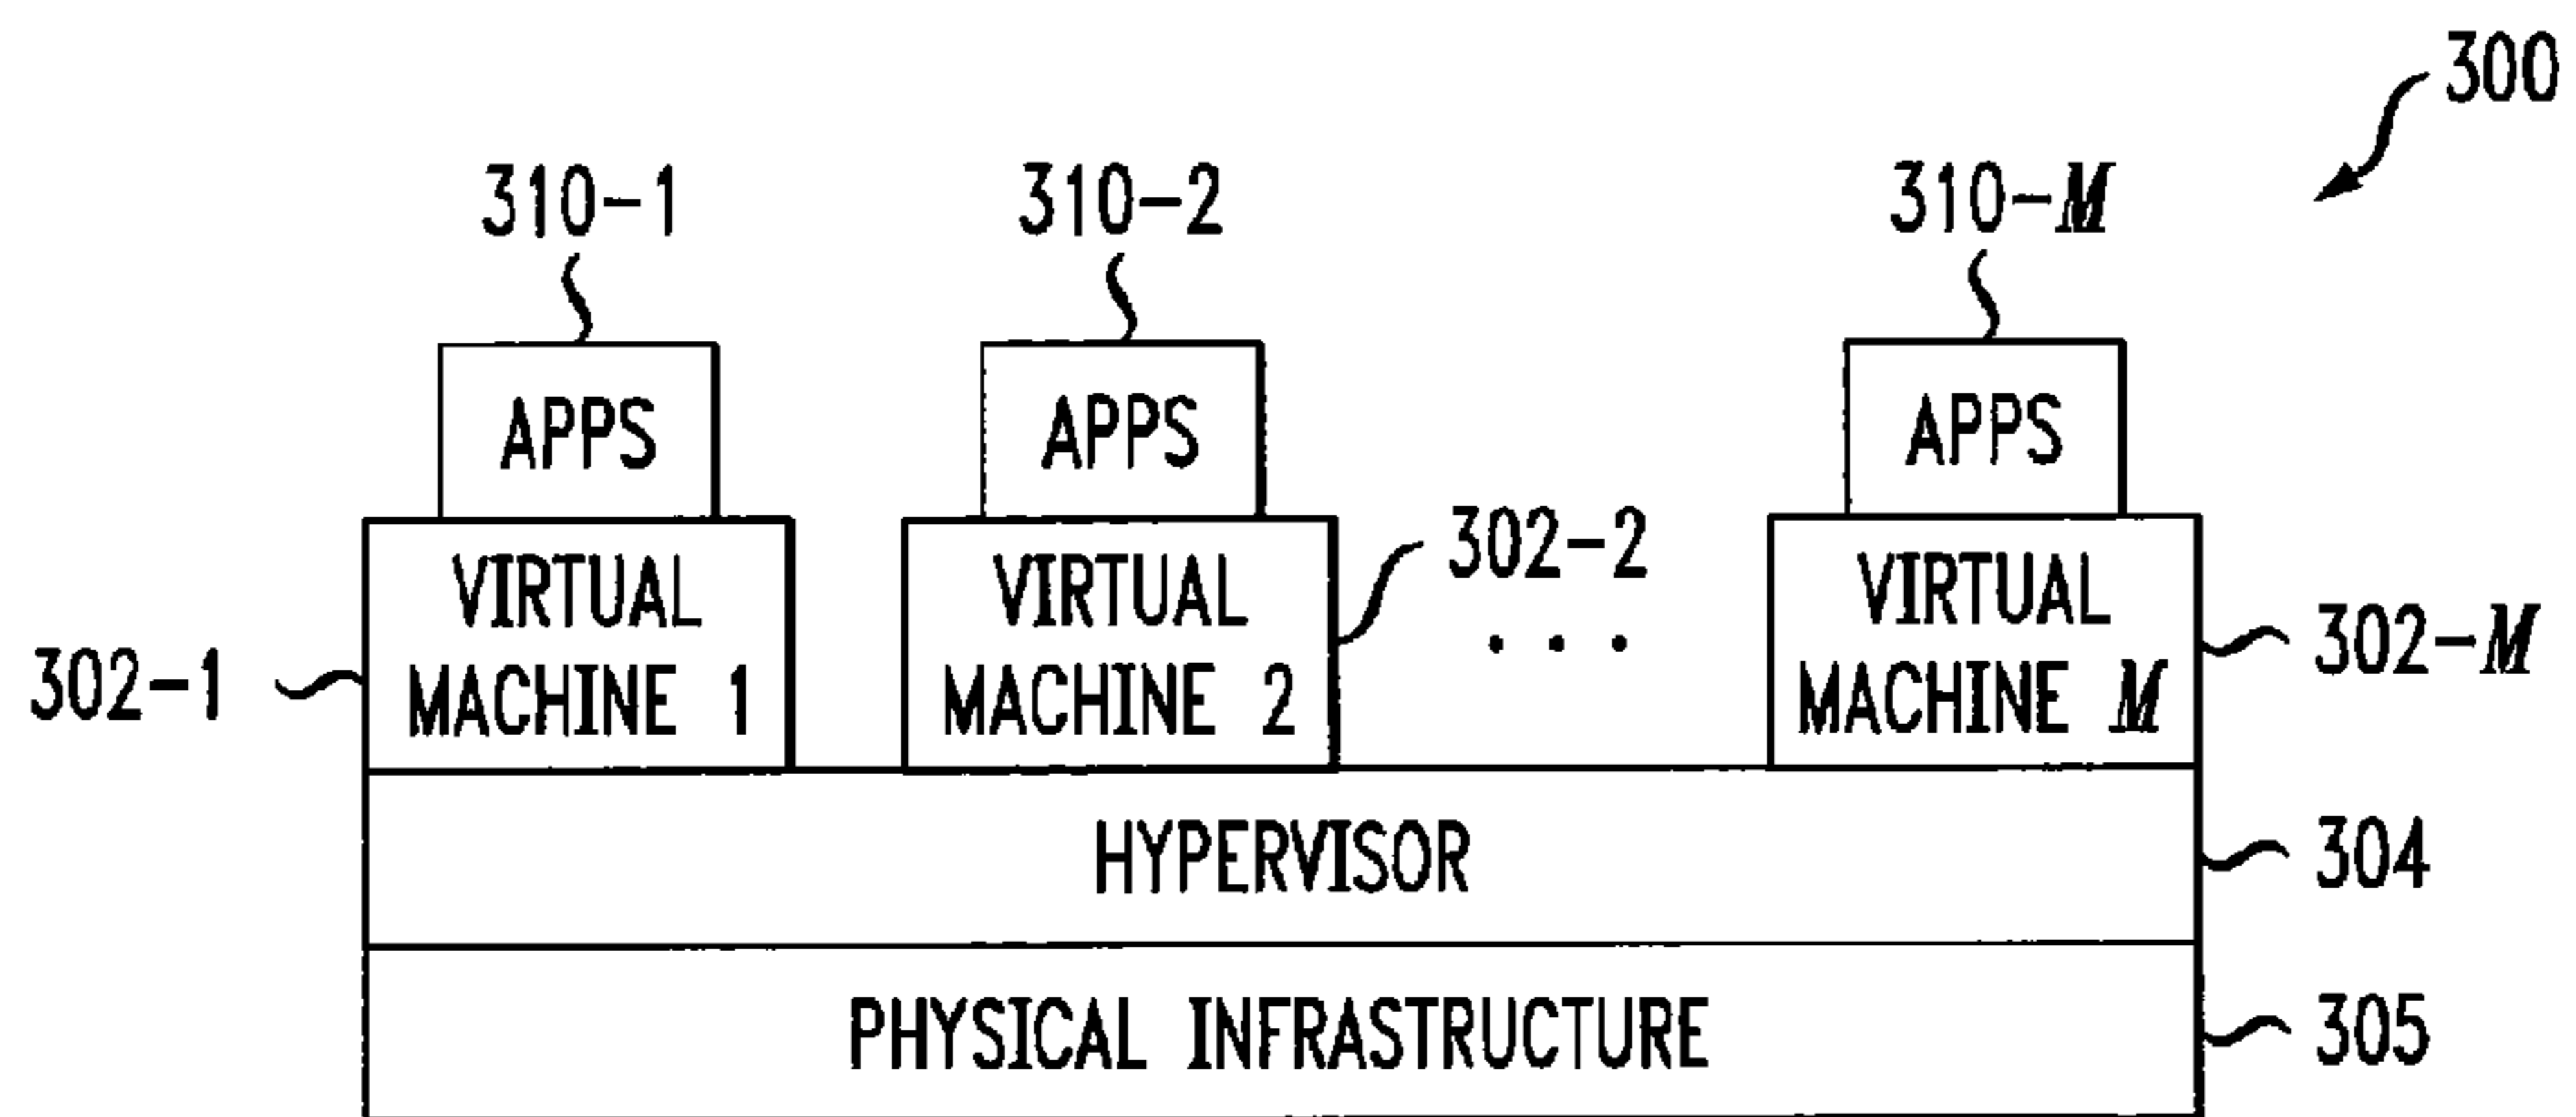 300
310-1
310-2
310-M
APPS
APPS
APPS
302-1
VIRTUAL
MACHINE 1
VIRTUAL
MACHINE 2
302-2
. . .
VIRTUAL
MACHINE M
302-M
HYPERVISOR
304
PHYSICAL INFRASTRUCTURE
305